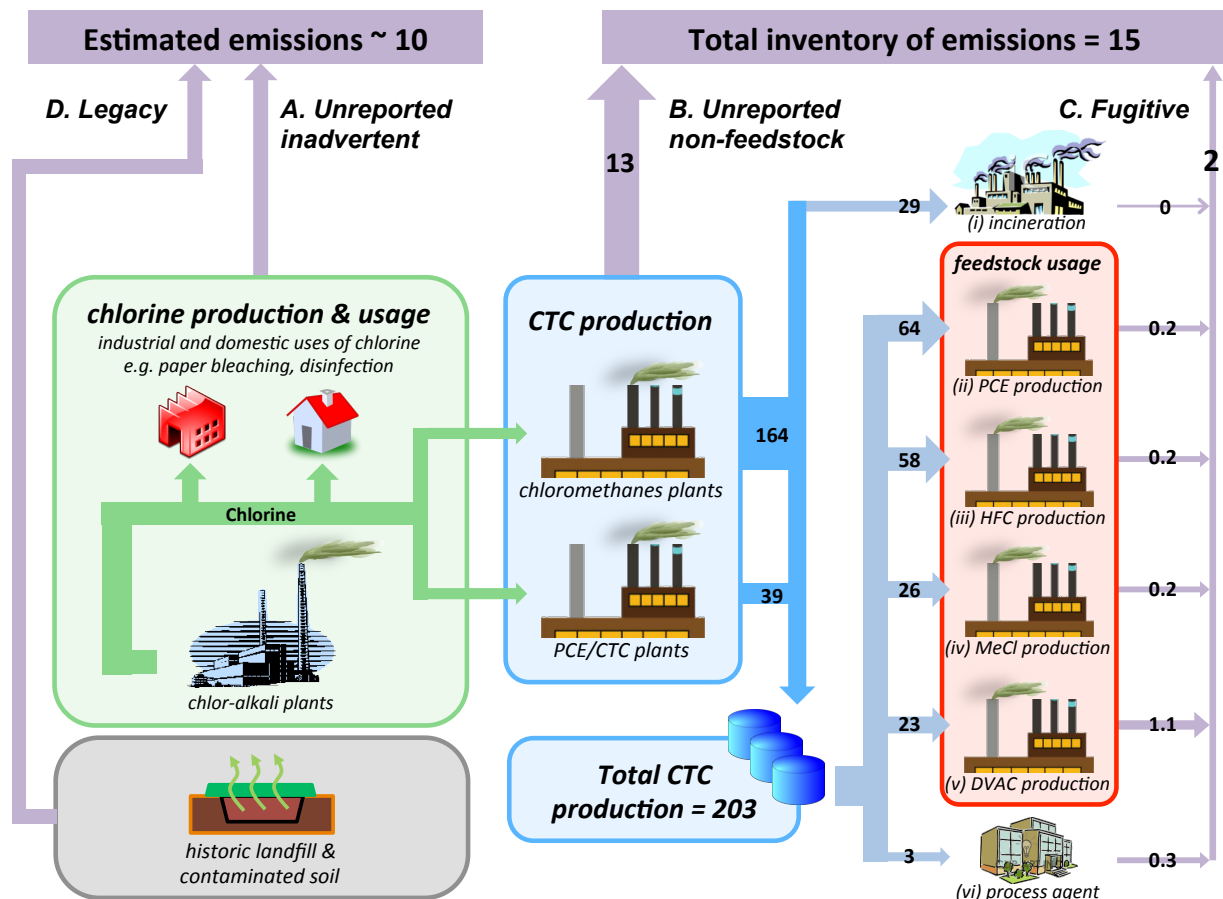 Estimated emissions ~ 10
Total inventory of emissions = 15
D. Legacy
A. Unreported
inadvertent
B. Unreported
non-feedstock
C. Fugitive
13
2
29
(i) incineration
0
chlorine production & usage
industrial and domestic uses of chlorine
e.g. paper bleaching, disinfection
Chlorine
chlor-alkali plants
CTC production
chloromethanes plants
PCE/CTC plants
164
39
feedstock usage
64
(ii) PCE production
0.2
58
(iii) HFC production
0.2
26
(iv) MeCl production
0.2
23
(v) DVAC production
1.1
historic landfill &
contaminated soil
Total CTC
production = 203
3
(vi) process agent
0.3